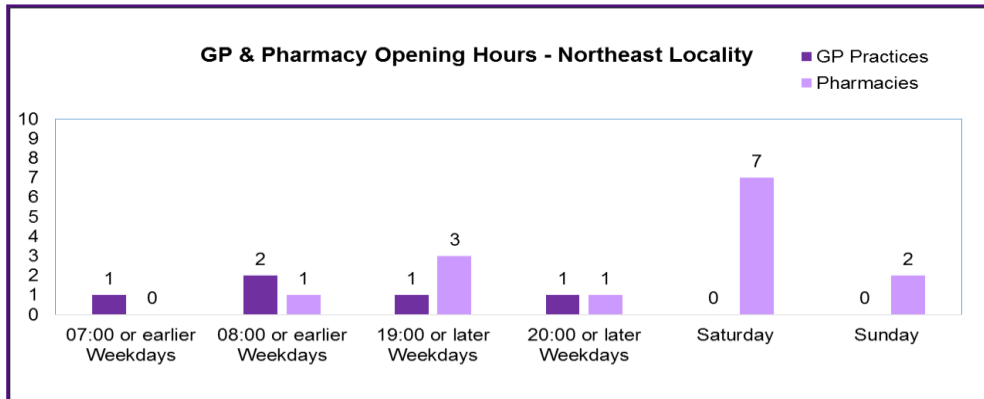 GP & Pharmacy Opening Hours - Northeast Locality
GP Practices
Pharmacies
10
9
8
7
6
5
4
3
2
1
0
1
0
2
1
1
3
1
1
0
7
0
2
07:00 or earlier
Weekdays
08:00 or earlier
Weekdays
19:00 or later
Weekdays
20:00 or later
Weekdays
Saturday
Sunday